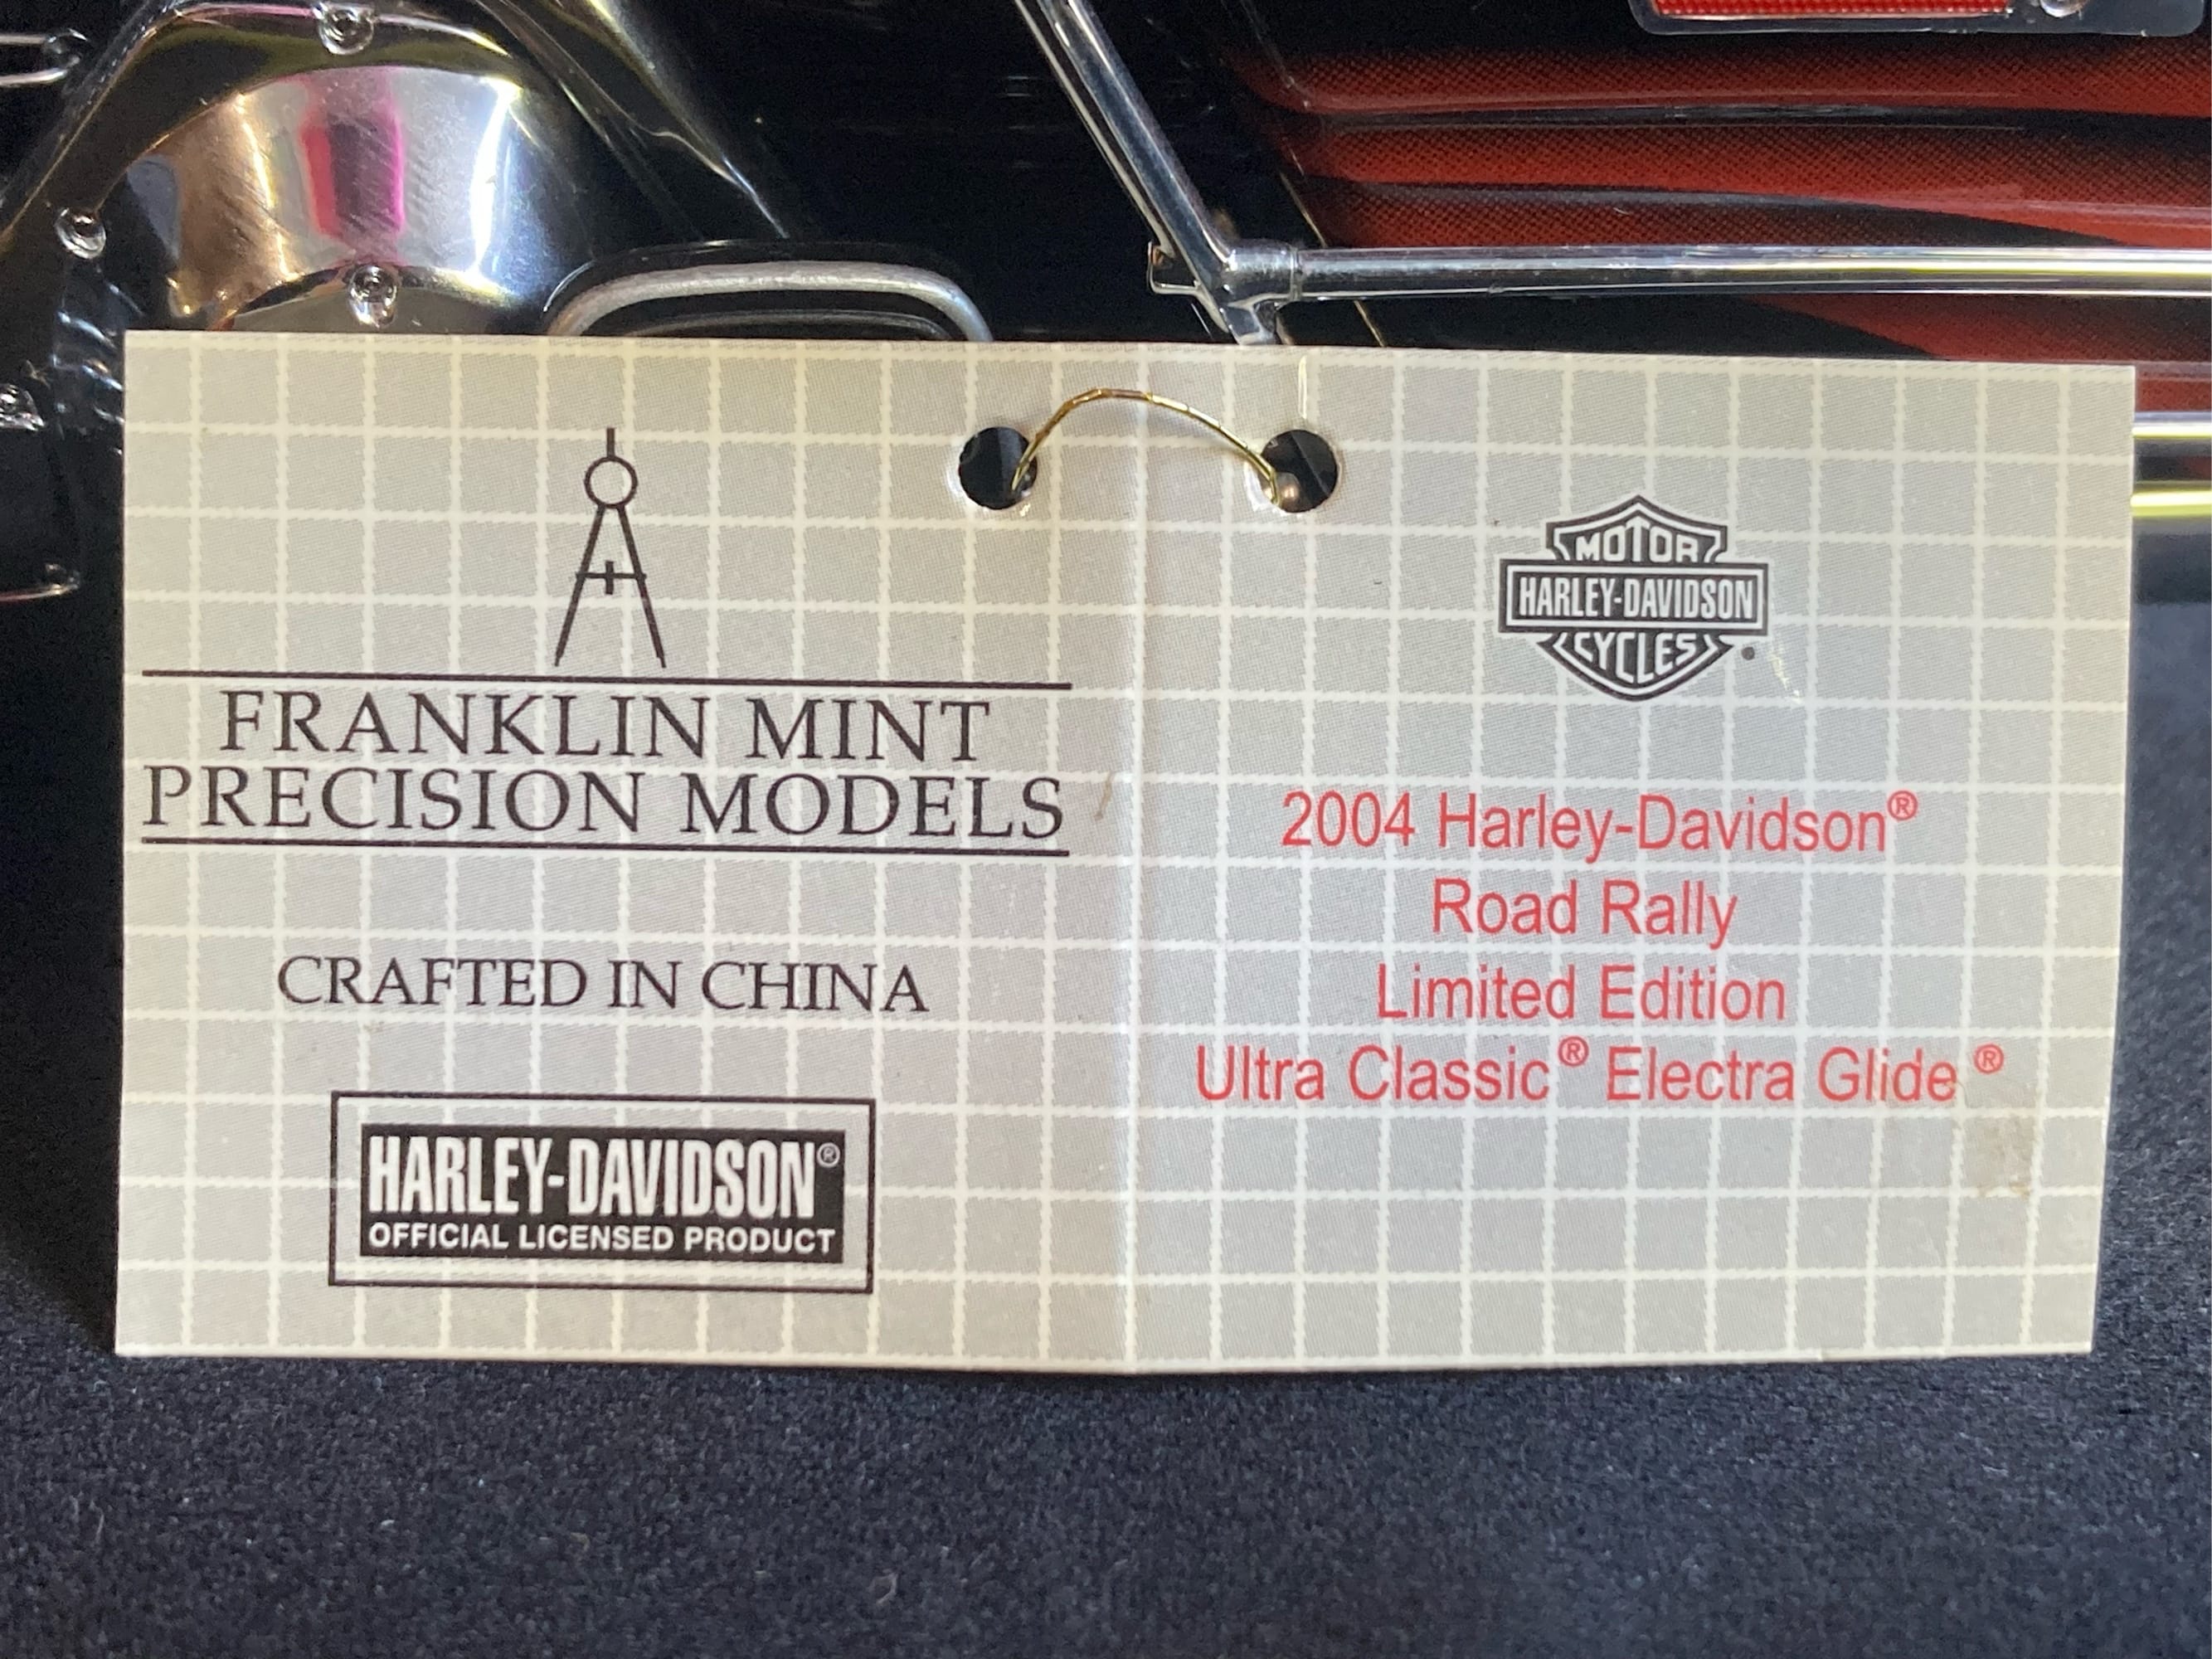 FRANKLIN MINT
PRECISION MODELS
CRAFTED IN CHINA
HARLEY-DAVIDSON®
OFFICIAL LICENSED PRODUCT
MOTOR
HARLEY-DAVIDSON
CYCLES
2004 Harley-Davidson®
Road Rally
Limited Edition
Ultra Classic® Electra Glide®